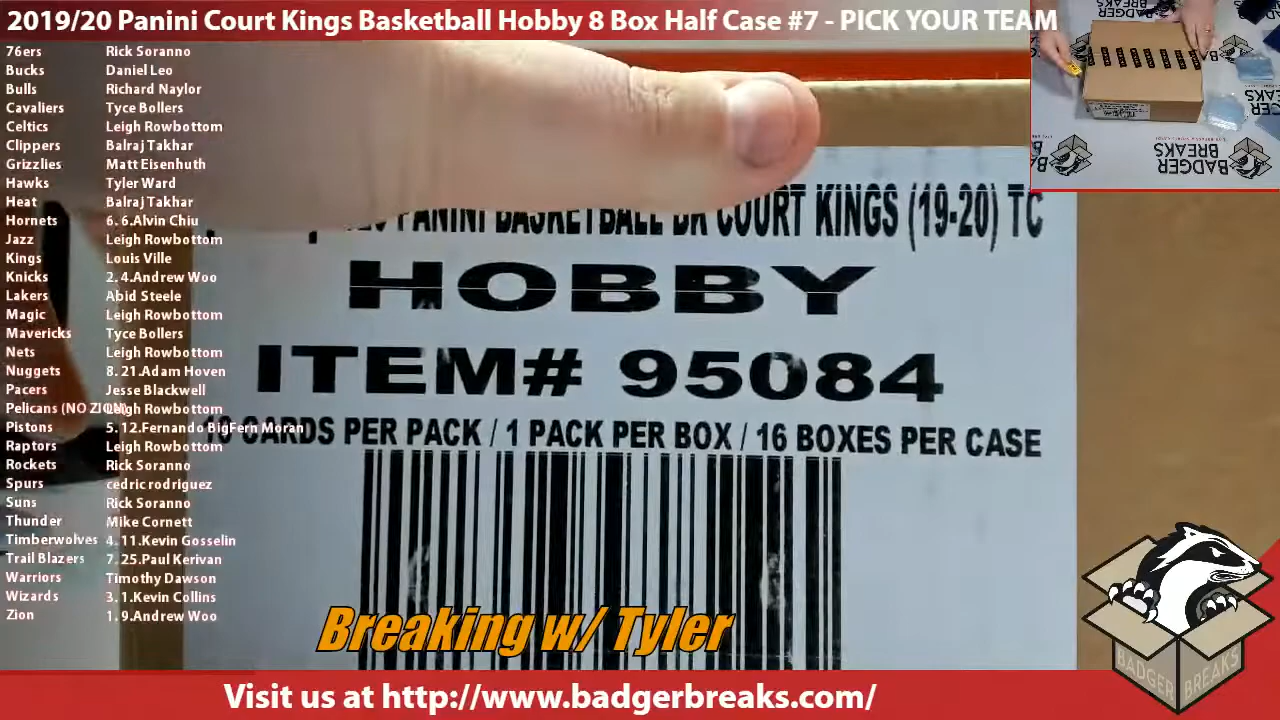 2019/20 Panini Court Kings Basketball Hobby 8 Box Half Case #7 - PICK YOUR TEAM
76ers Rick Soranno
Bucks Daniel Leo
Bulls Richard Naylor
Cavaliers Tyce Bollers
Celtics Leigh Rowbottom
Clippers Balraj Takhar
Grizzlies Matt Eisenhuth
Hawks Tyler Ward
Heat Balraj Takhar
Hornets 6. 6.Alvin Chiu
Jazz Leigh Rowbottom
Kings Louis Ville
Knicks 2. 4.Andrew Woo
Lakers Abid Steele
Magic Leigh Rowbottom
Mavericks Tyce Bollers
Nets Leigh Rowbottom
Nuggets 8. 21.Adam Hoven
Pacers Jesse Blackwell
Pelicans (NO ZION) Leigh Rowbottom
Pistons 5. 12.Fernando BigFern Moran
Raptors Leigh Rowbottom
Rockets Rick Soranno
Spurs cedric rodriguez
Suns Rick Soranno
Thunder Mike Cornett
Timberwolves 4. 11.Kevin Gosselin
Trail Blazers 7. 25.Paul Kerivan
Warriors Timothy Dawson
Wizards 3. 1.Kevin Collins
Zion 1. 9.Andrew Woo
PANINI BASKETBALL BR COURT KINGS (19-20) TC
HOBBY
ITEM# 95084
CARDS PER PACK / 1 PACK PER BOX / 16 BOXES PER CASE
Breaking w/ Tyler
BADGER BREAKS
BADGER BREAKS
BADGER BREAKS
Visit us at http://www.badgerbreaks.com/